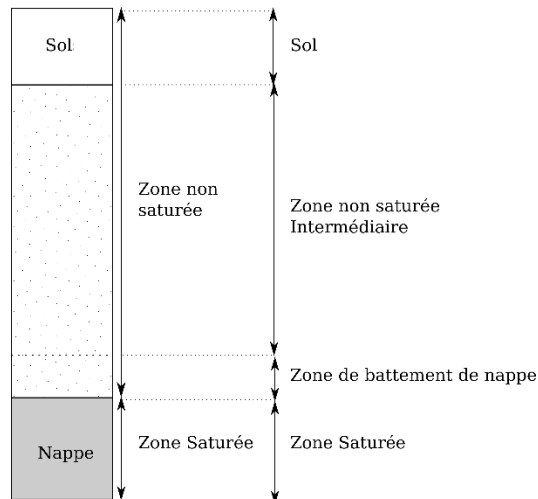 Sol
Sol
Zone non
saturée
Zone non saturée
Intermédiaire
Zone de battement de nappe
Nappe
Zone Saturée
Zone Saturée